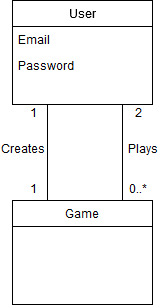 User
Email
Password
1 2
Creates Plays
1 0..*
Game